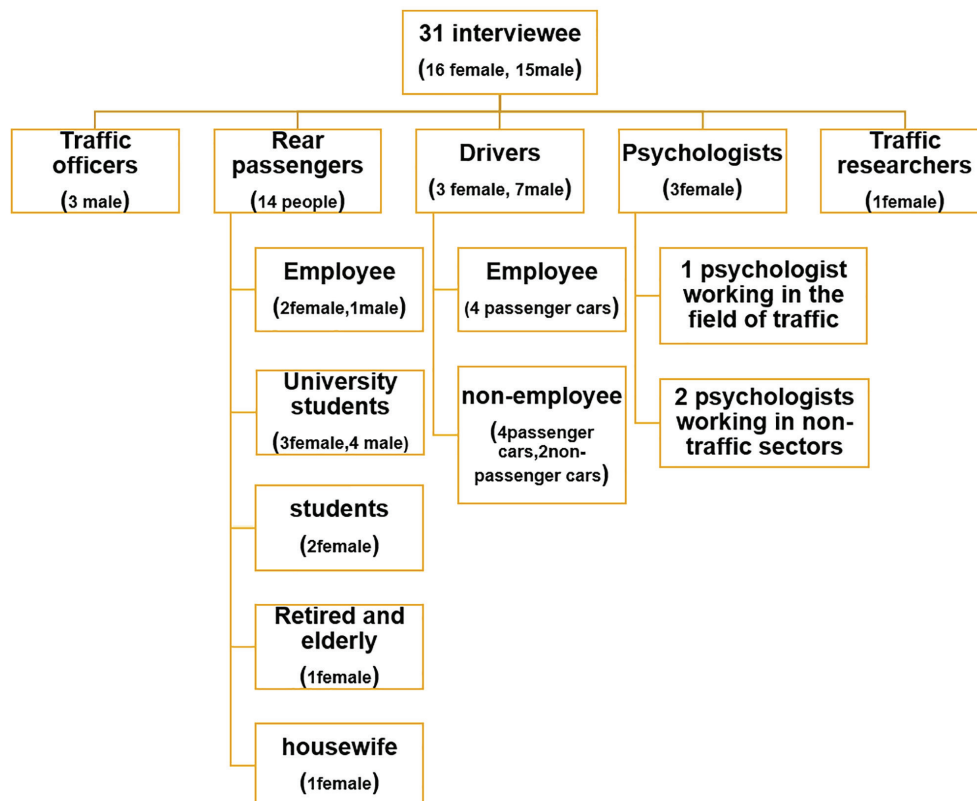 31 interviewee
(16 female, 15male)
Traffic
officers
(3 male)
Rear
passengers
(14 people)
Drivers
(3 female, 7male)
Psychologists
(3female)
Traffic
researchers
(1female)
Employee
(2female,1male)
University
students
(3female,4 male)
students
(2female)
Retired and
elderly
(1female)
housewife
(1female)
Employee
(4 passenger cars)
non-employee
(4passenger
cars,2non-
passenger cars)
1 psychologist
working in the
field of traffic
2 psychologists
working in non-
traffic sectors